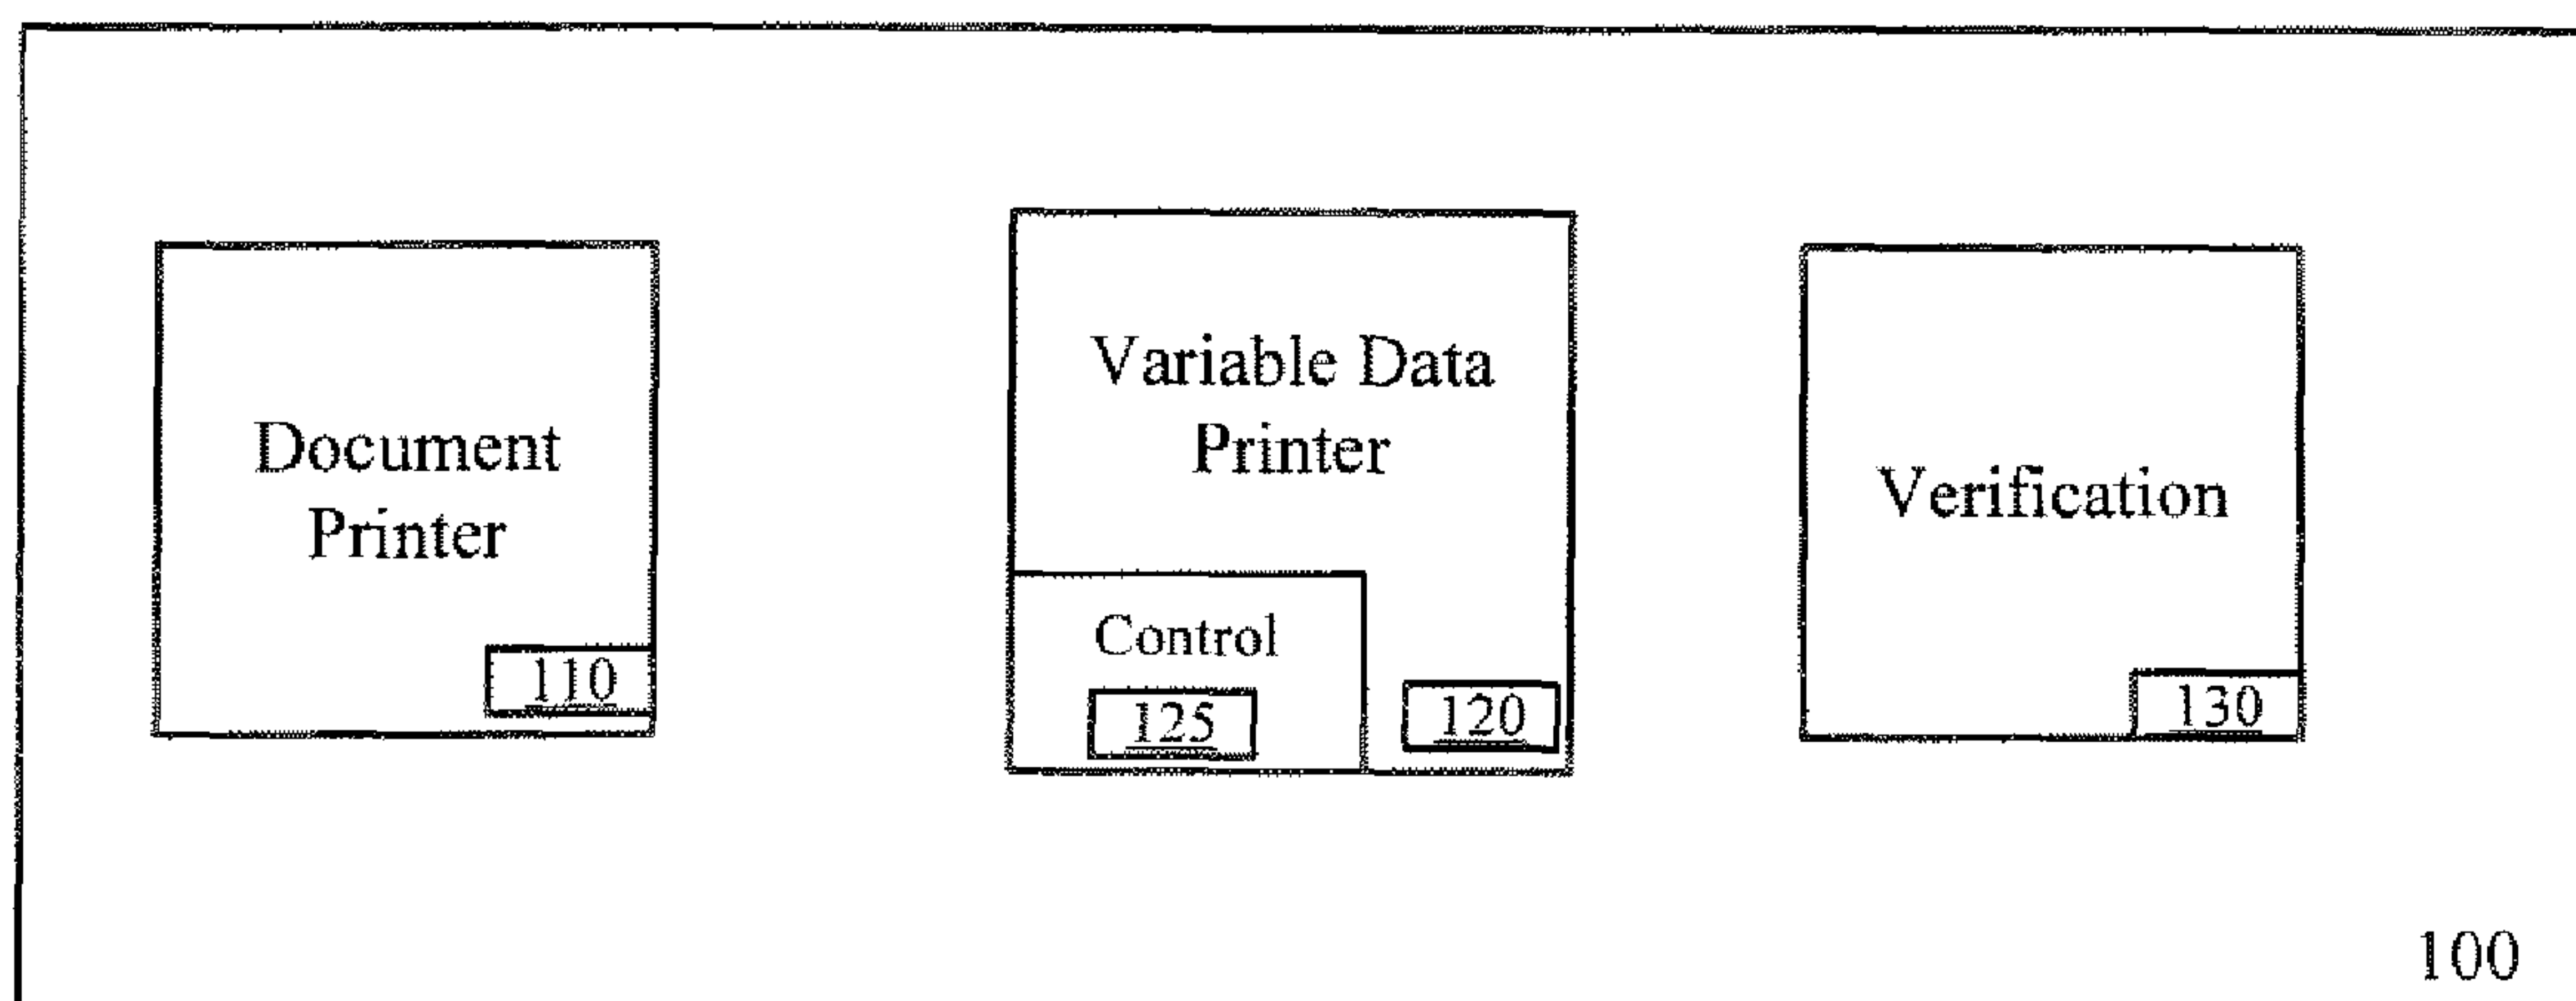 Document
Printer
110
Variable Data
Printer
Control
125
120
Verification
130
100